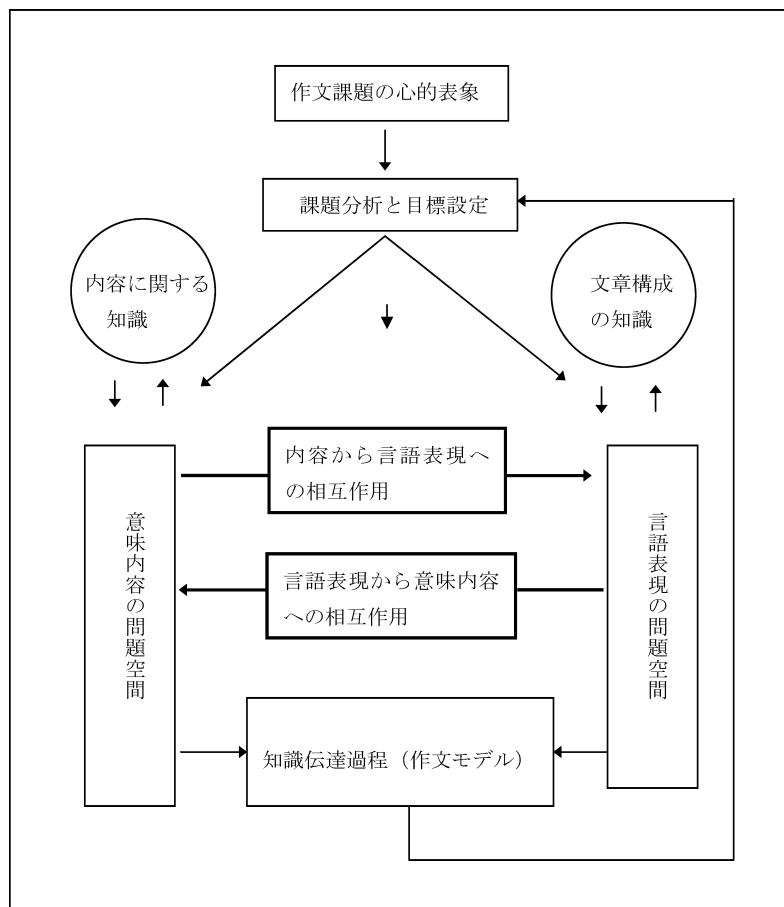 作文課題の心的表象
課題分析と目標設定
内容に関する
知識
文章構成
の知識
内容から言語表現へ
の相互作用
意味内容の問題空間
言語表現の問題空間
言語表現から意味内容
への相互作用
知識伝達過程（作文モデル）